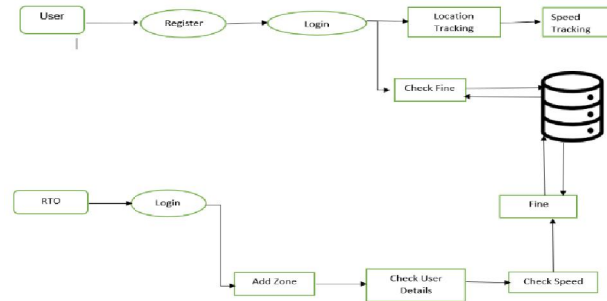 User
Register
Login
Location
Tracking
Speed
Tracking
Check Fine
RTO
Login
Fine
Add Zone
Check User
Details
Check Speed